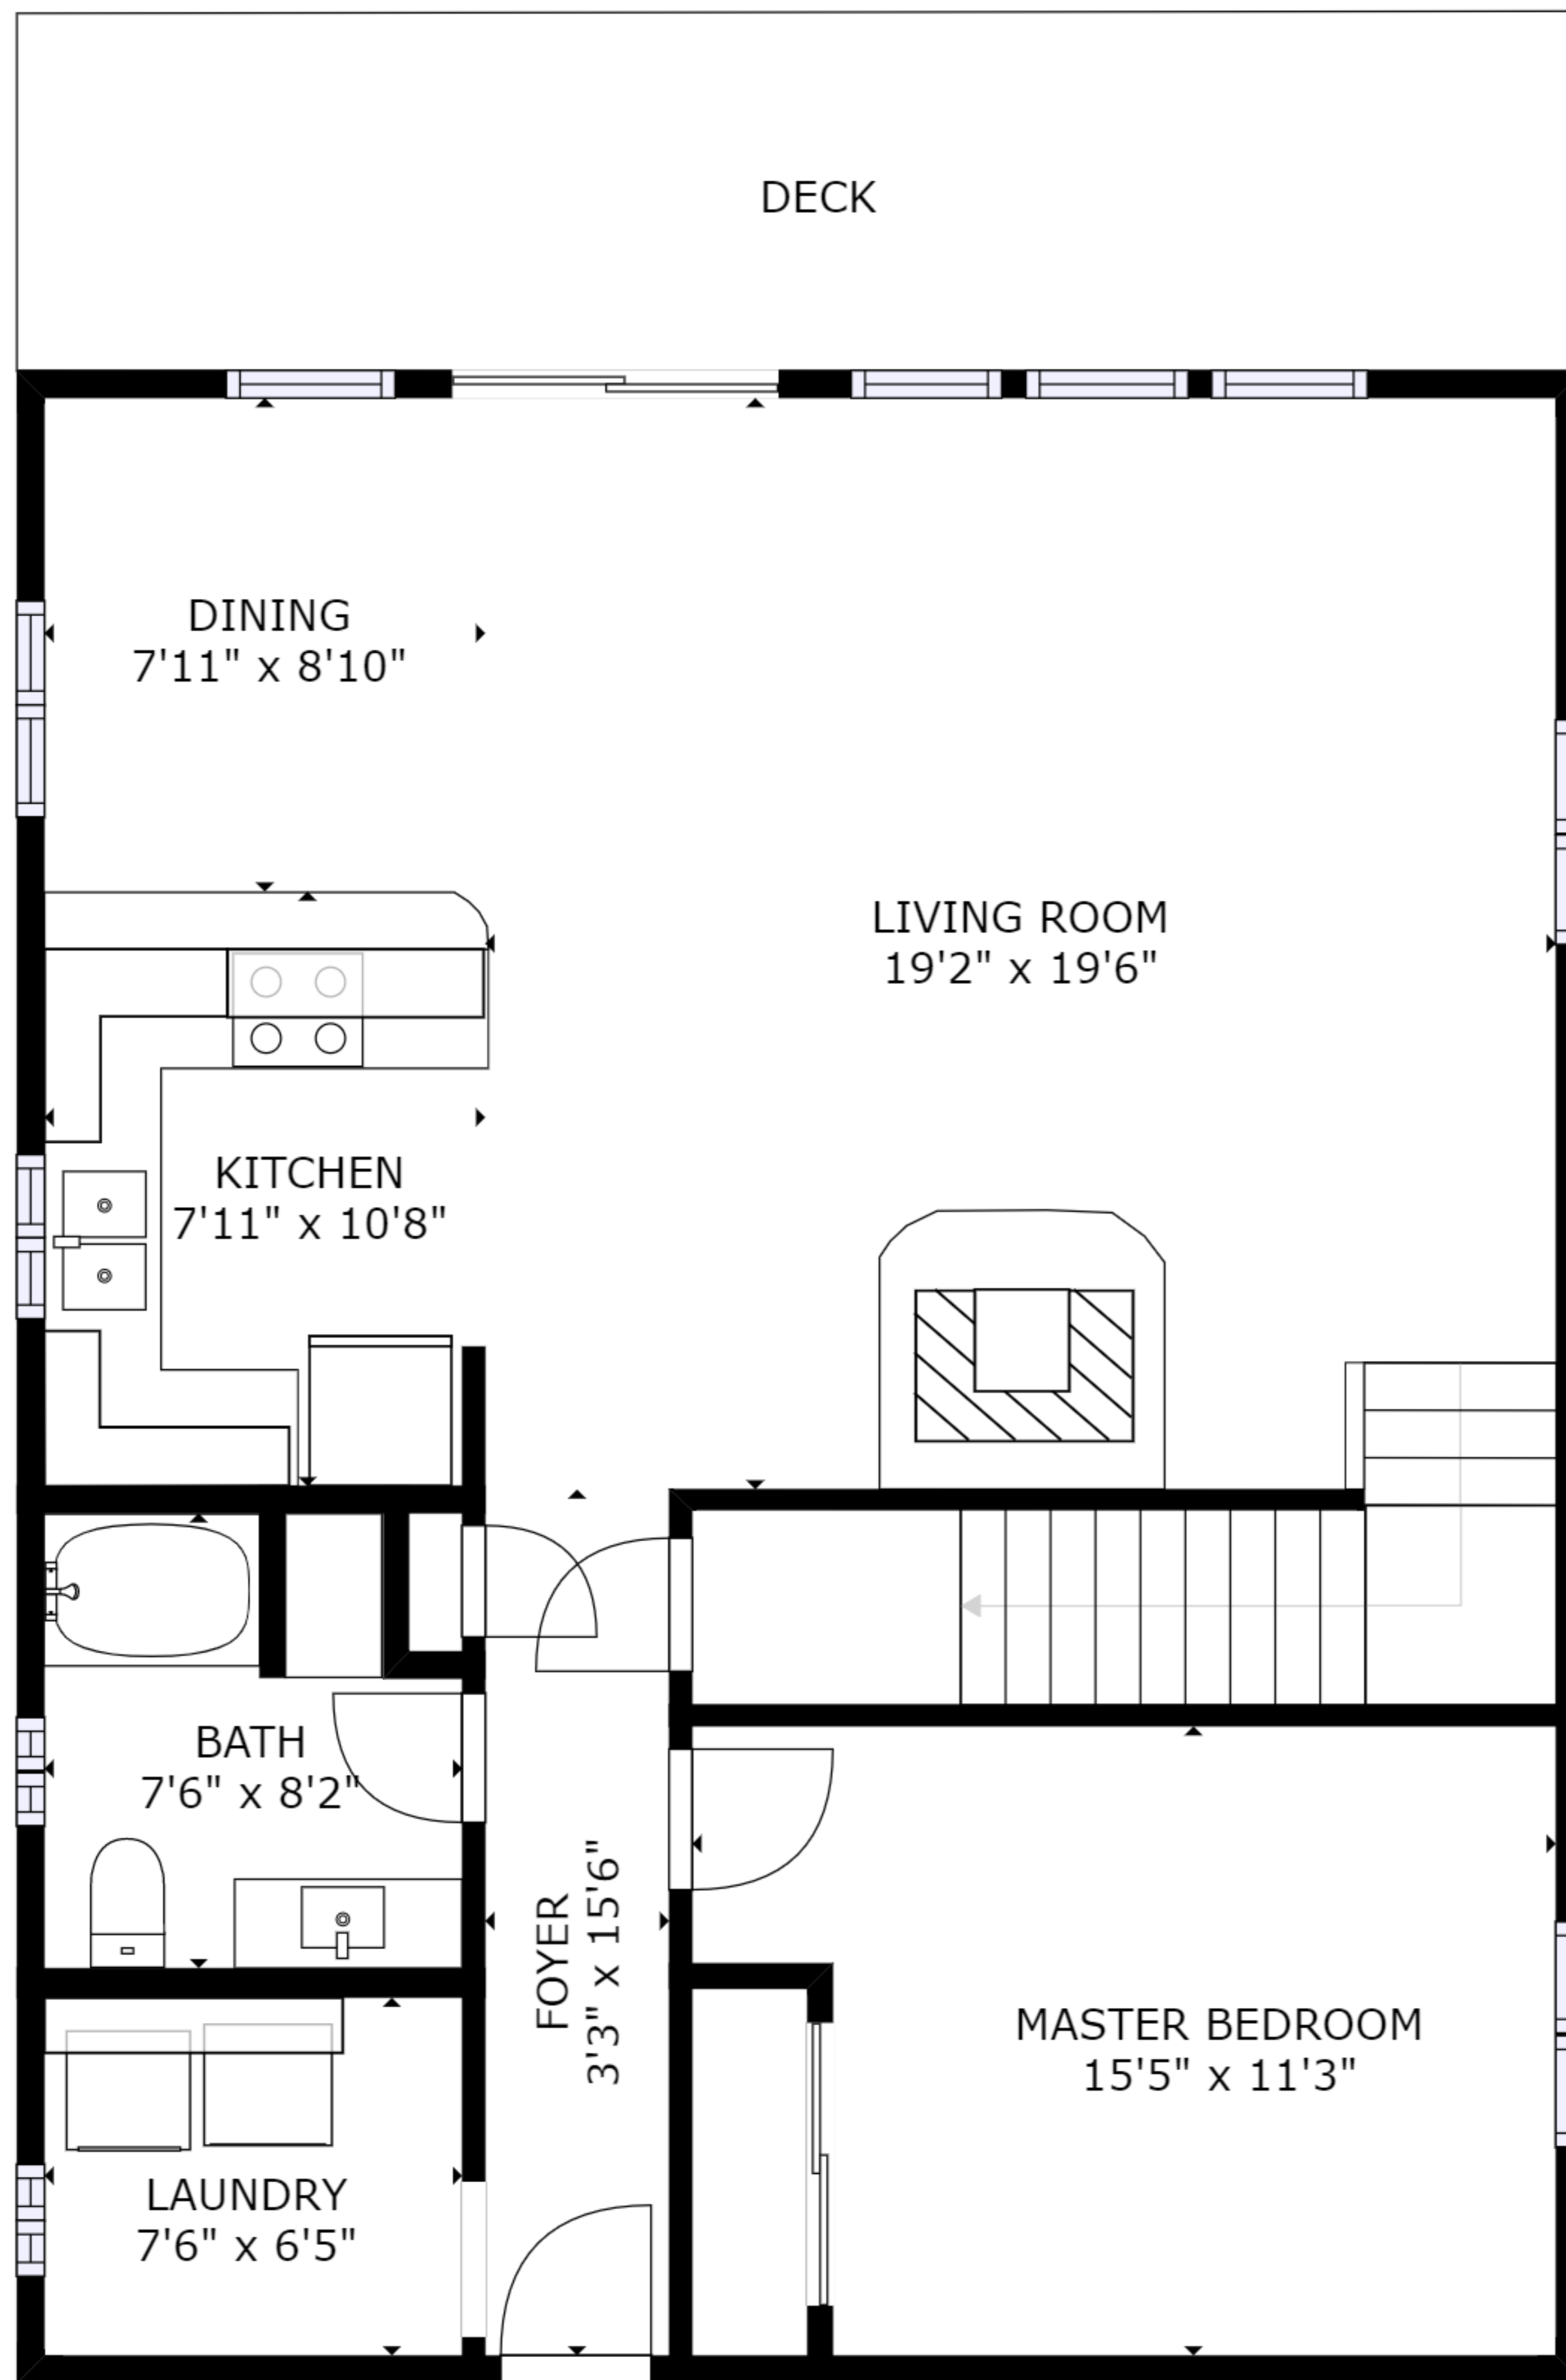 DECK
DINING
7'11" x 8'10"
LIVING ROOM
19'2" x 19'6"
KITCHEN
7'11" x 10'8"
BATH
7'6" x 8'2"
FOYER
3'3" x 15'6"
MASTER BEDROOM
15'5" x 11'3"
LAUNDRY
7'6" x 6'5"